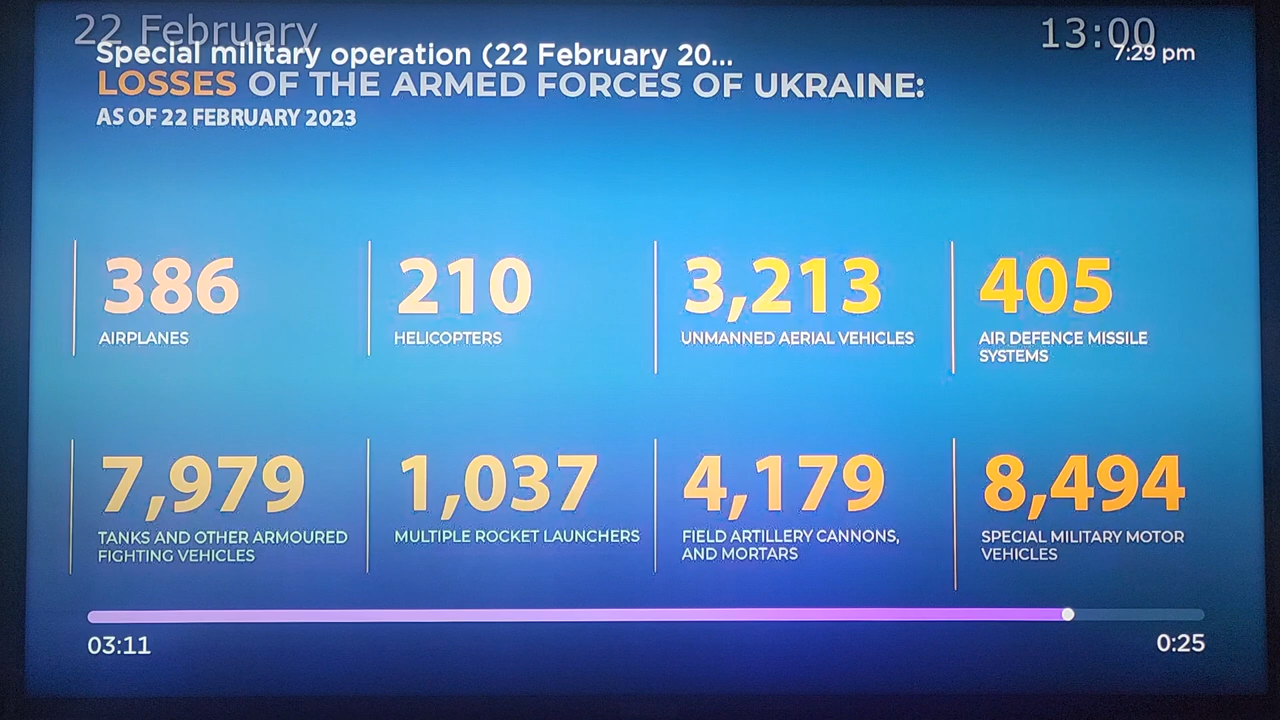 22 February 13:00
Special military operation (22 February 20... 7:29 pm
LOSSES OF THE ARMED FORCES OF UKRAINE:
AS OF 22 FEBRUARY 2023
386
AIRPLANES
210
HELICOPTERS
3,213
UNMANNED AERIAL VEHICLES
405
AIR DEFENCE MISSILE
SYSTEMS
7,979
TANKS AND OTHER ARMOURED
FIGHTING VEHICLES
1,037
MULTIPLE ROCKET LAUNCHERS
4,179
FIELD ARTILLERY CANNONS,
AND MORTARS
8,494
SPECIAL MILITARY MOTOR
VEHICLES
03:11 0:25